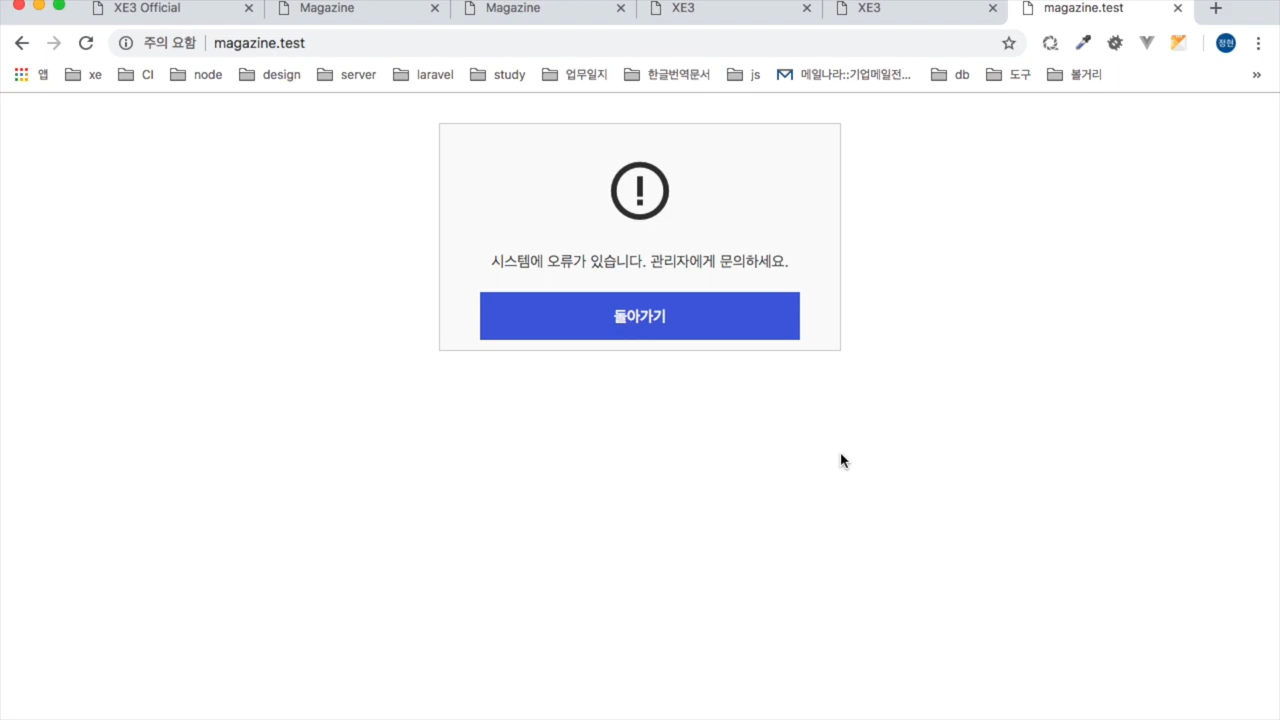 XE3 Official
Magazine
Magazine
XE3
XE3
magazine.test
주의 요함 magazine.test
정현
앱 xe CI node design server laravel study 업무일지 한글번역문서 js 메일나라::기업메일전... db 도구 볼거리 »
시스템에 오류가 있습니다. 관리자에게 문의하세요.
돌아가기